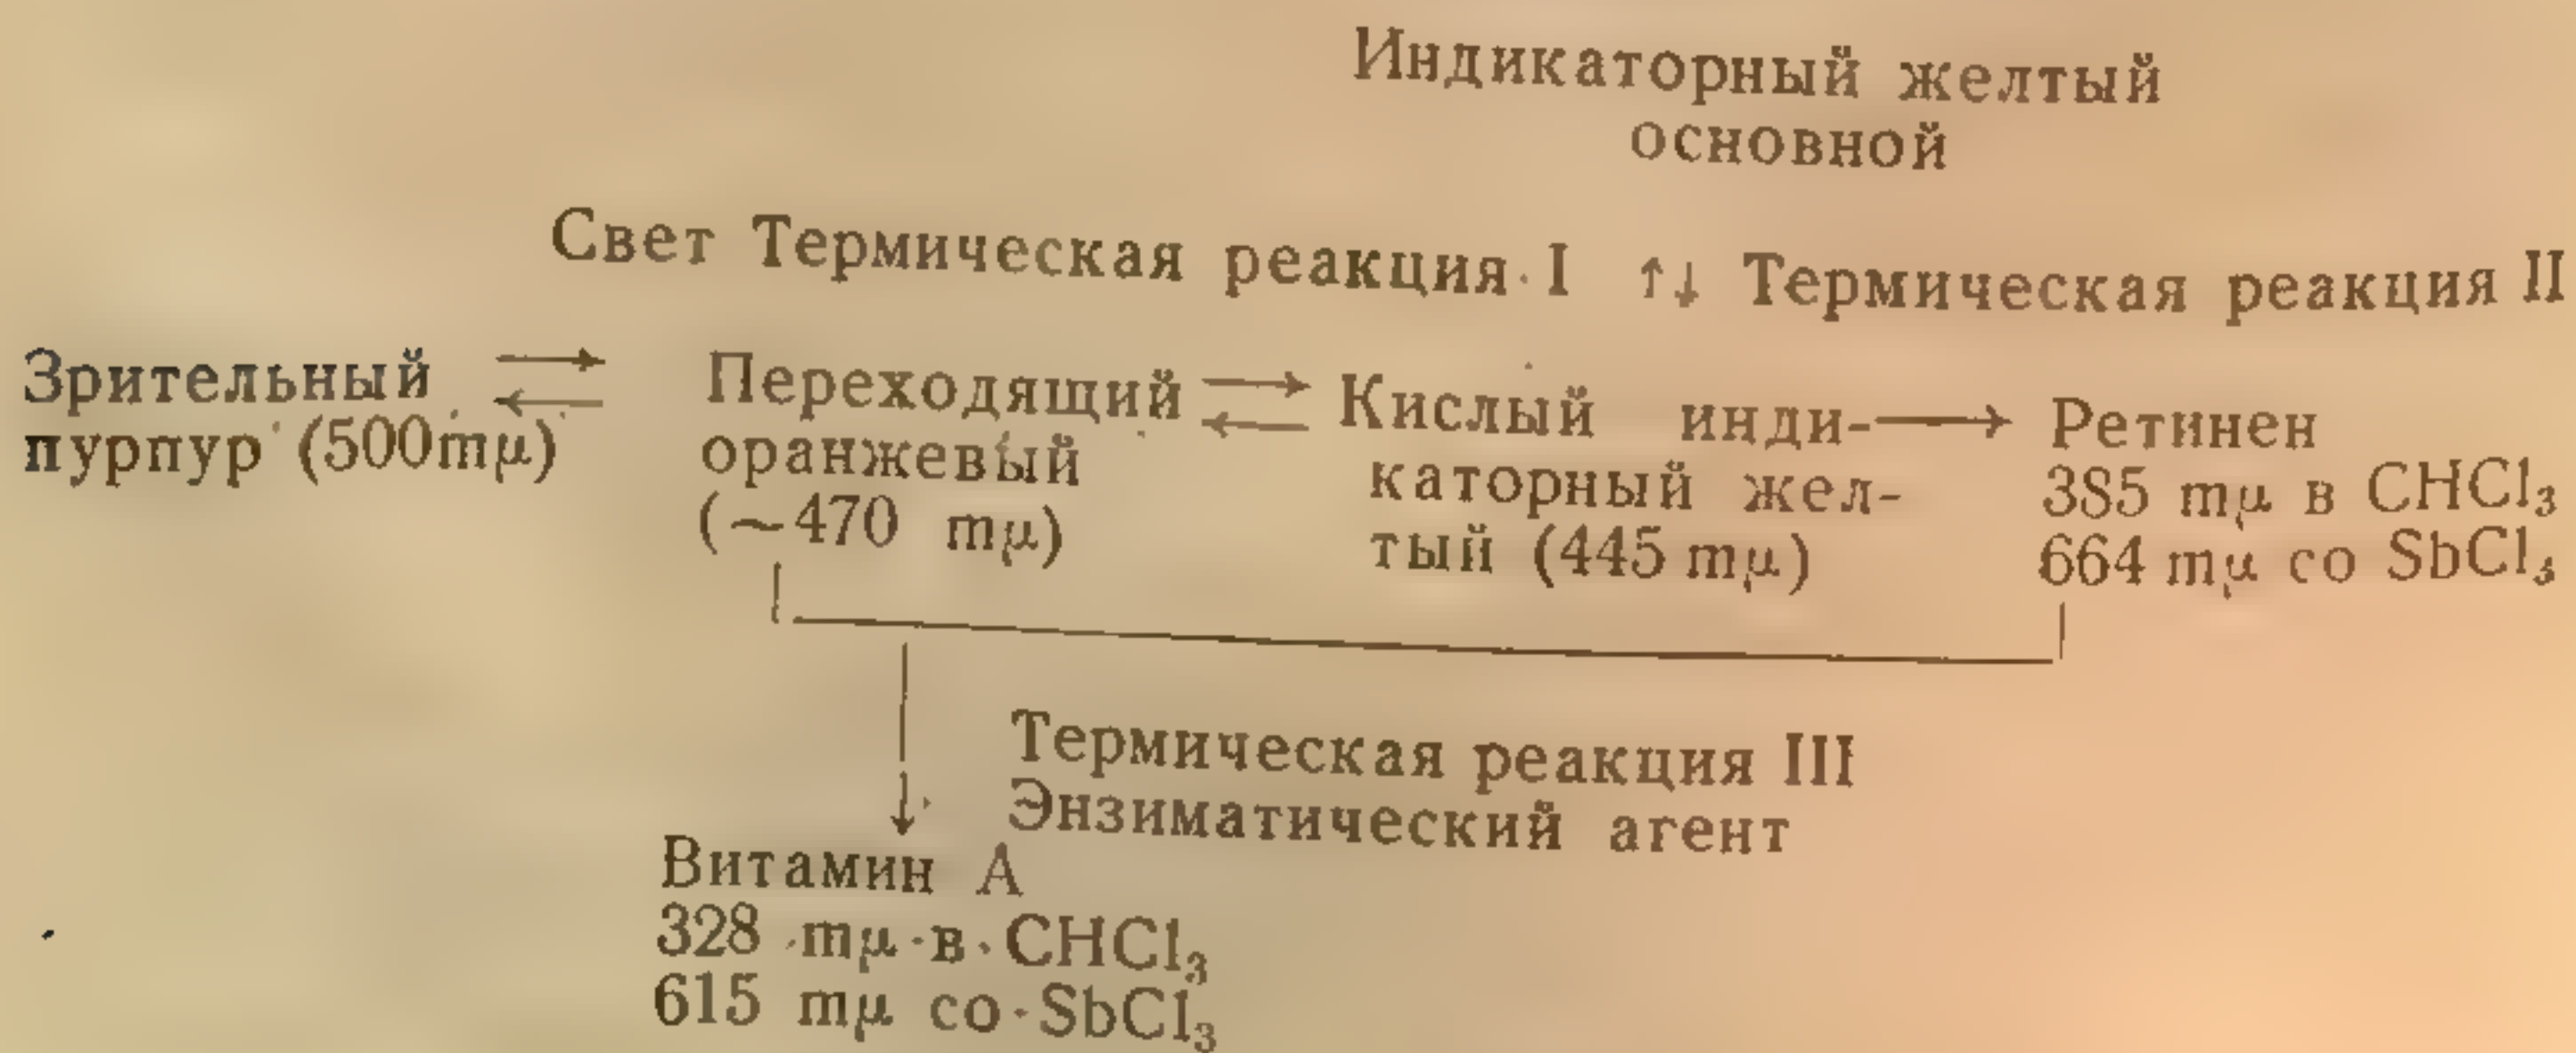 Индикаторный желтый
основной
Свет Термическая реакция I ↑↓ Термическая реакция II
Зрительный ⇄ Переходящий ⇄ Кислый инди- → Ретинен
пурпур (500mμ) оранжевый каторный жел- 385 mμ в CHCl₃
(~470 mμ) тый (445 mμ) 664 mμ со SbCl₃
Термическая реакция III
Энзиматический агент
Витамин А
328 mμ в CHCl₃
615 mμ со SbCl₃